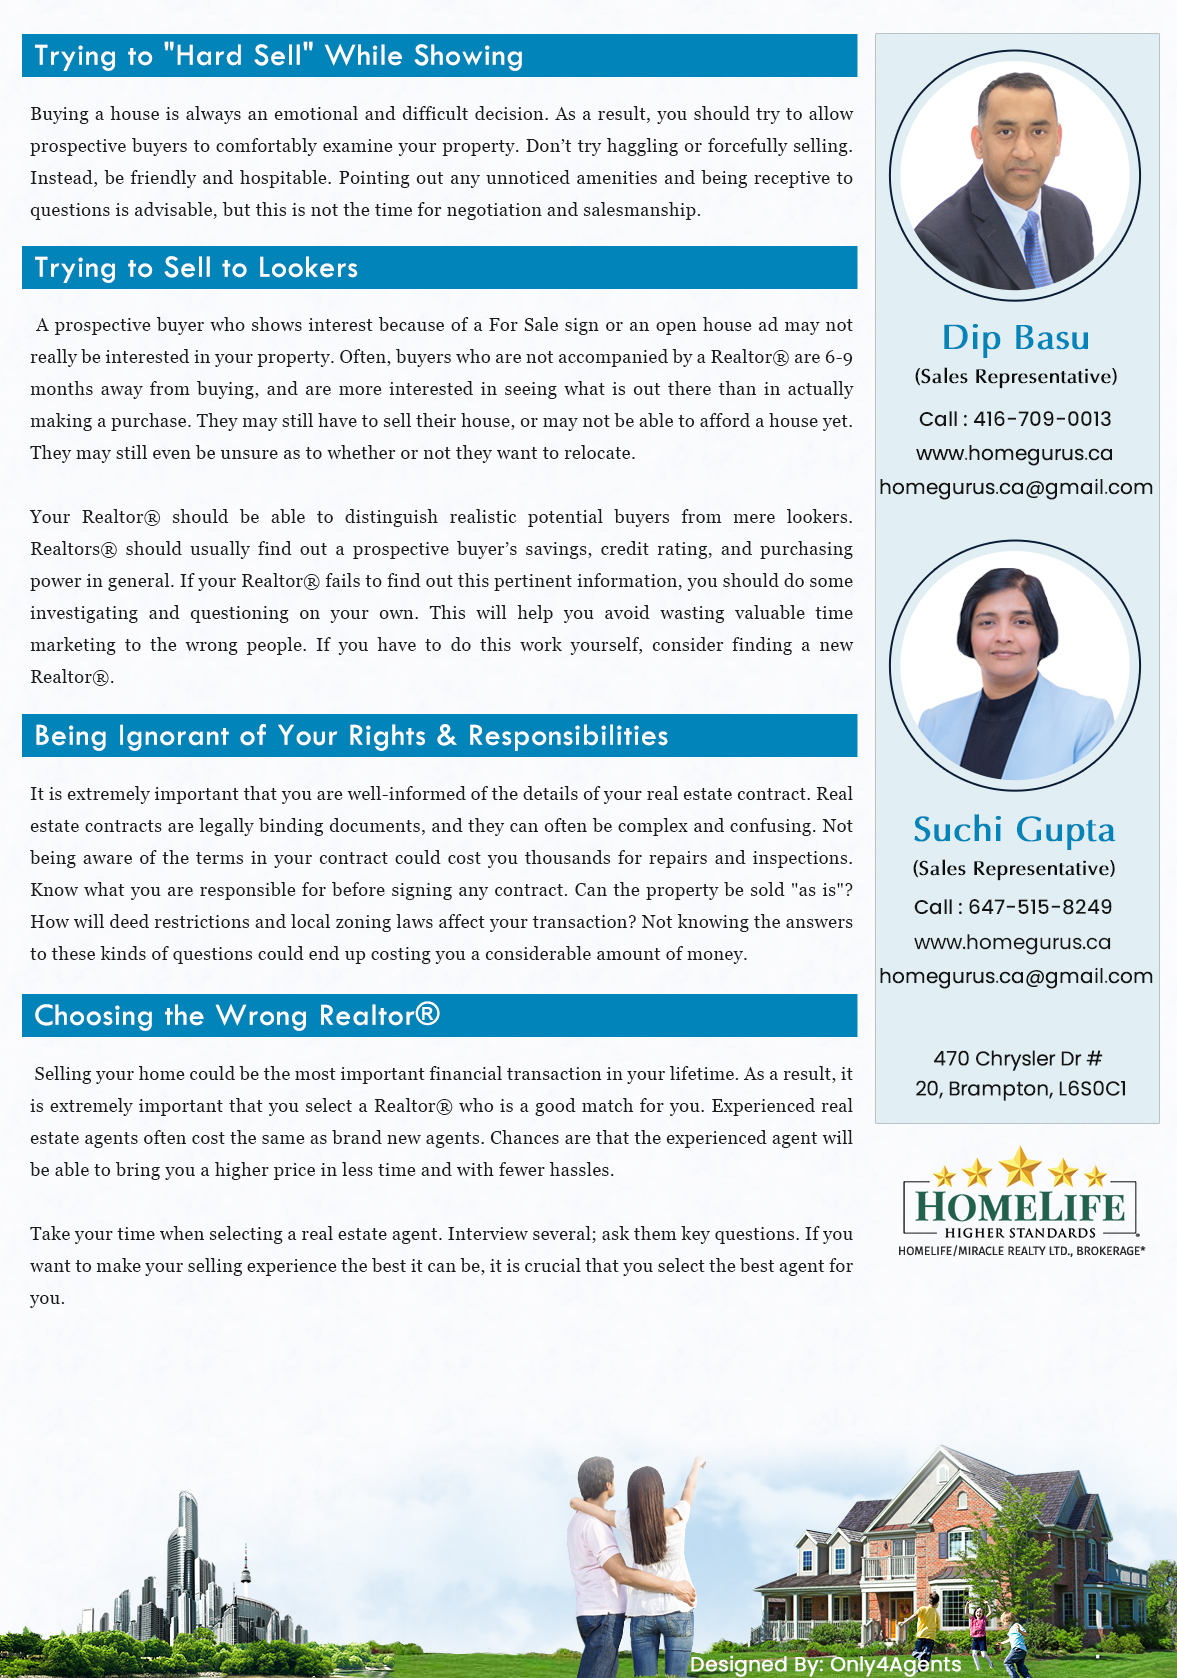 Trying to "Hard Sell" While Showing
Buying a house is always an emotional and difficult decision. As a result, you should try to allow
prospective buyers to comfortably examine your property. Don’t try haggling or forcefully selling.
Instead, be friendly and hospitable. Pointing out any unnoticed amenities and being receptive to
questions is advisable, but this is not the time for negotiation and salesmanship.
Trying to Sell to Lookers
A prospective buyer who shows interest because of a For Sale sign or an open house ad may not
really be interested in your property. Often, buyers who are not accompanied by a Realtor® are 6-9
months away from buying, and are more interested in seeing what is out there than in actually
making a purchase. They may still have to sell their house, or may not be able to afford a house yet.
They may still even be unsure as to whether or not they want to relocate.
Your Realtor® should be able to distinguish realistic potential buyers from mere lookers.
Realtors® should usually find out a prospective buyer’s savings, credit rating, and purchasing
power in general. If your Realtor® fails to find out this pertinent information, you should do some
investigating and questioning on your own. This will help you avoid wasting valuable time
marketing to the wrong people. If you have to do this work yourself, consider finding a new
Realtor®.
Being Ignorant of Your Rights & Responsibilities
It is extremely important that you are well-informed of the details of your real estate contract. Real
estate contracts are legally binding documents, and they can often be complex and confusing. Not
being aware of the terms in your contract could cost you thousands for repairs and inspections.
Know what you are responsible for before signing any contract. Can the property be sold "as is"?
How will deed restrictions and local zoning laws affect your transaction? Not knowing the answers
to these kinds of questions could end up costing you a considerable amount of money.
Choosing the Wrong Realtor®
Selling your home could be the most important financial transaction in your lifetime. As a result, it
is extremely important that you select a Realtor® who is a good match for you. Experienced real
estate agents often cost the same as brand new agents. Chances are that the experienced agent will
be able to bring you a higher price in less time and with fewer hassles.
Take your time when selecting a real estate agent. Interview several; ask them key questions. If you
want to make your selling experience the best it can be, it is crucial that you select the best agent for
you.
Dip Basu
(Sales Representative)
Call : 416-709-0013
www.homegurus.ca
homegurus.ca@gmail.com
Suchi Gupta
(Sales Representative)
Call : 647-515-8249
www.homegurus.ca
homegurus.ca@gmail.com
470 Chrysler Dr #
20, Brampton, L6S0C1
HOMELIFE
HIGHER STANDARDS
HOMELIFE/MIRACLE REALTY LTD., BROKERAGE*
Designed By: Only4Agents